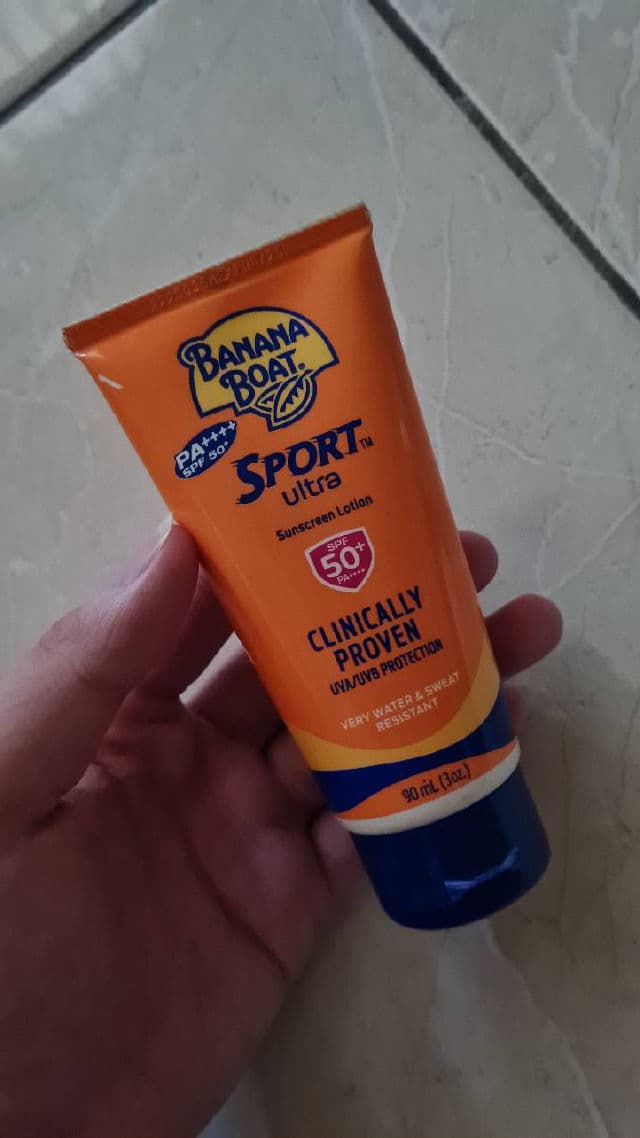 BANANA
BOAT®
PA++++
SPF 50+
SPORT™
ultra
Sunscreen Lotion
SPF
50+
PA++++
CLINICALLY
PROVEN
UVA/UVB PROTECTION
VERY WATER & SWEAT
RESISTANT
90 mL (3oz.)